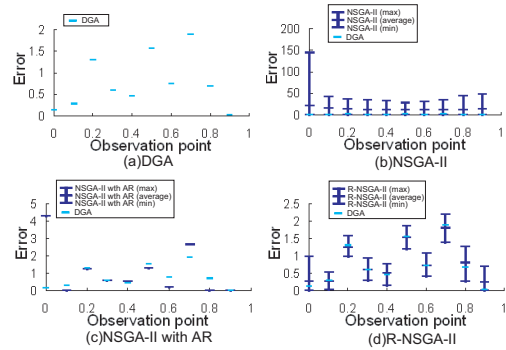 DGA
2
1.5
1
0.5
0
Error
0
0.2
0.4
0.6
0.8
1
Observation point
(a)DGA
NSGA-II (max)
NSGA-II (average)
NSGA-II (min)
DGA
200
150
100
50
0
Error
0
0.2
0.4
0.6
0.8
1
Observation point
(b)NSGA-II
NSGA-II wth AR (max)
NSGA-II wth AR (average)
NSGA-II wth AR (min)
DGA
5
4
3
2
1
0
Error
0
0.2
0.4
0.6
0.8
1
Observation point
(c)NSGA-II with AR
R-NSGA-II (max)
R-NSGA-II (average)
R-NSGA-II (min)
DGA
2.5
2
1.5
1
0.5
0
Error
0
0.2
0.4
0.6
0.8
1
Observation point
(d)R-NSGA-II